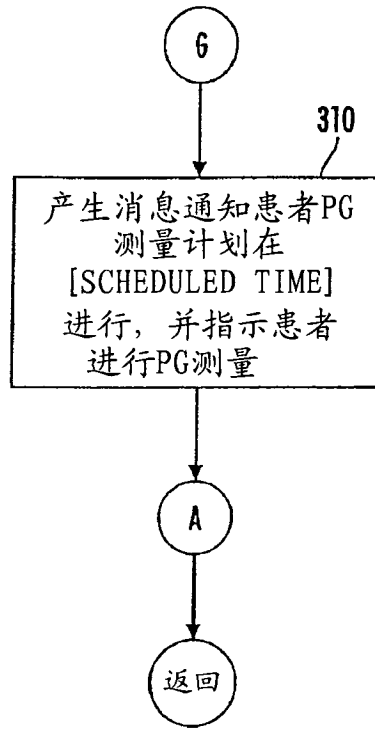 G
310
产生消息通知患者PG
测量计划在
[SCHEDULED TIME]
进行，并指示患者
进行PG测量
A
返回